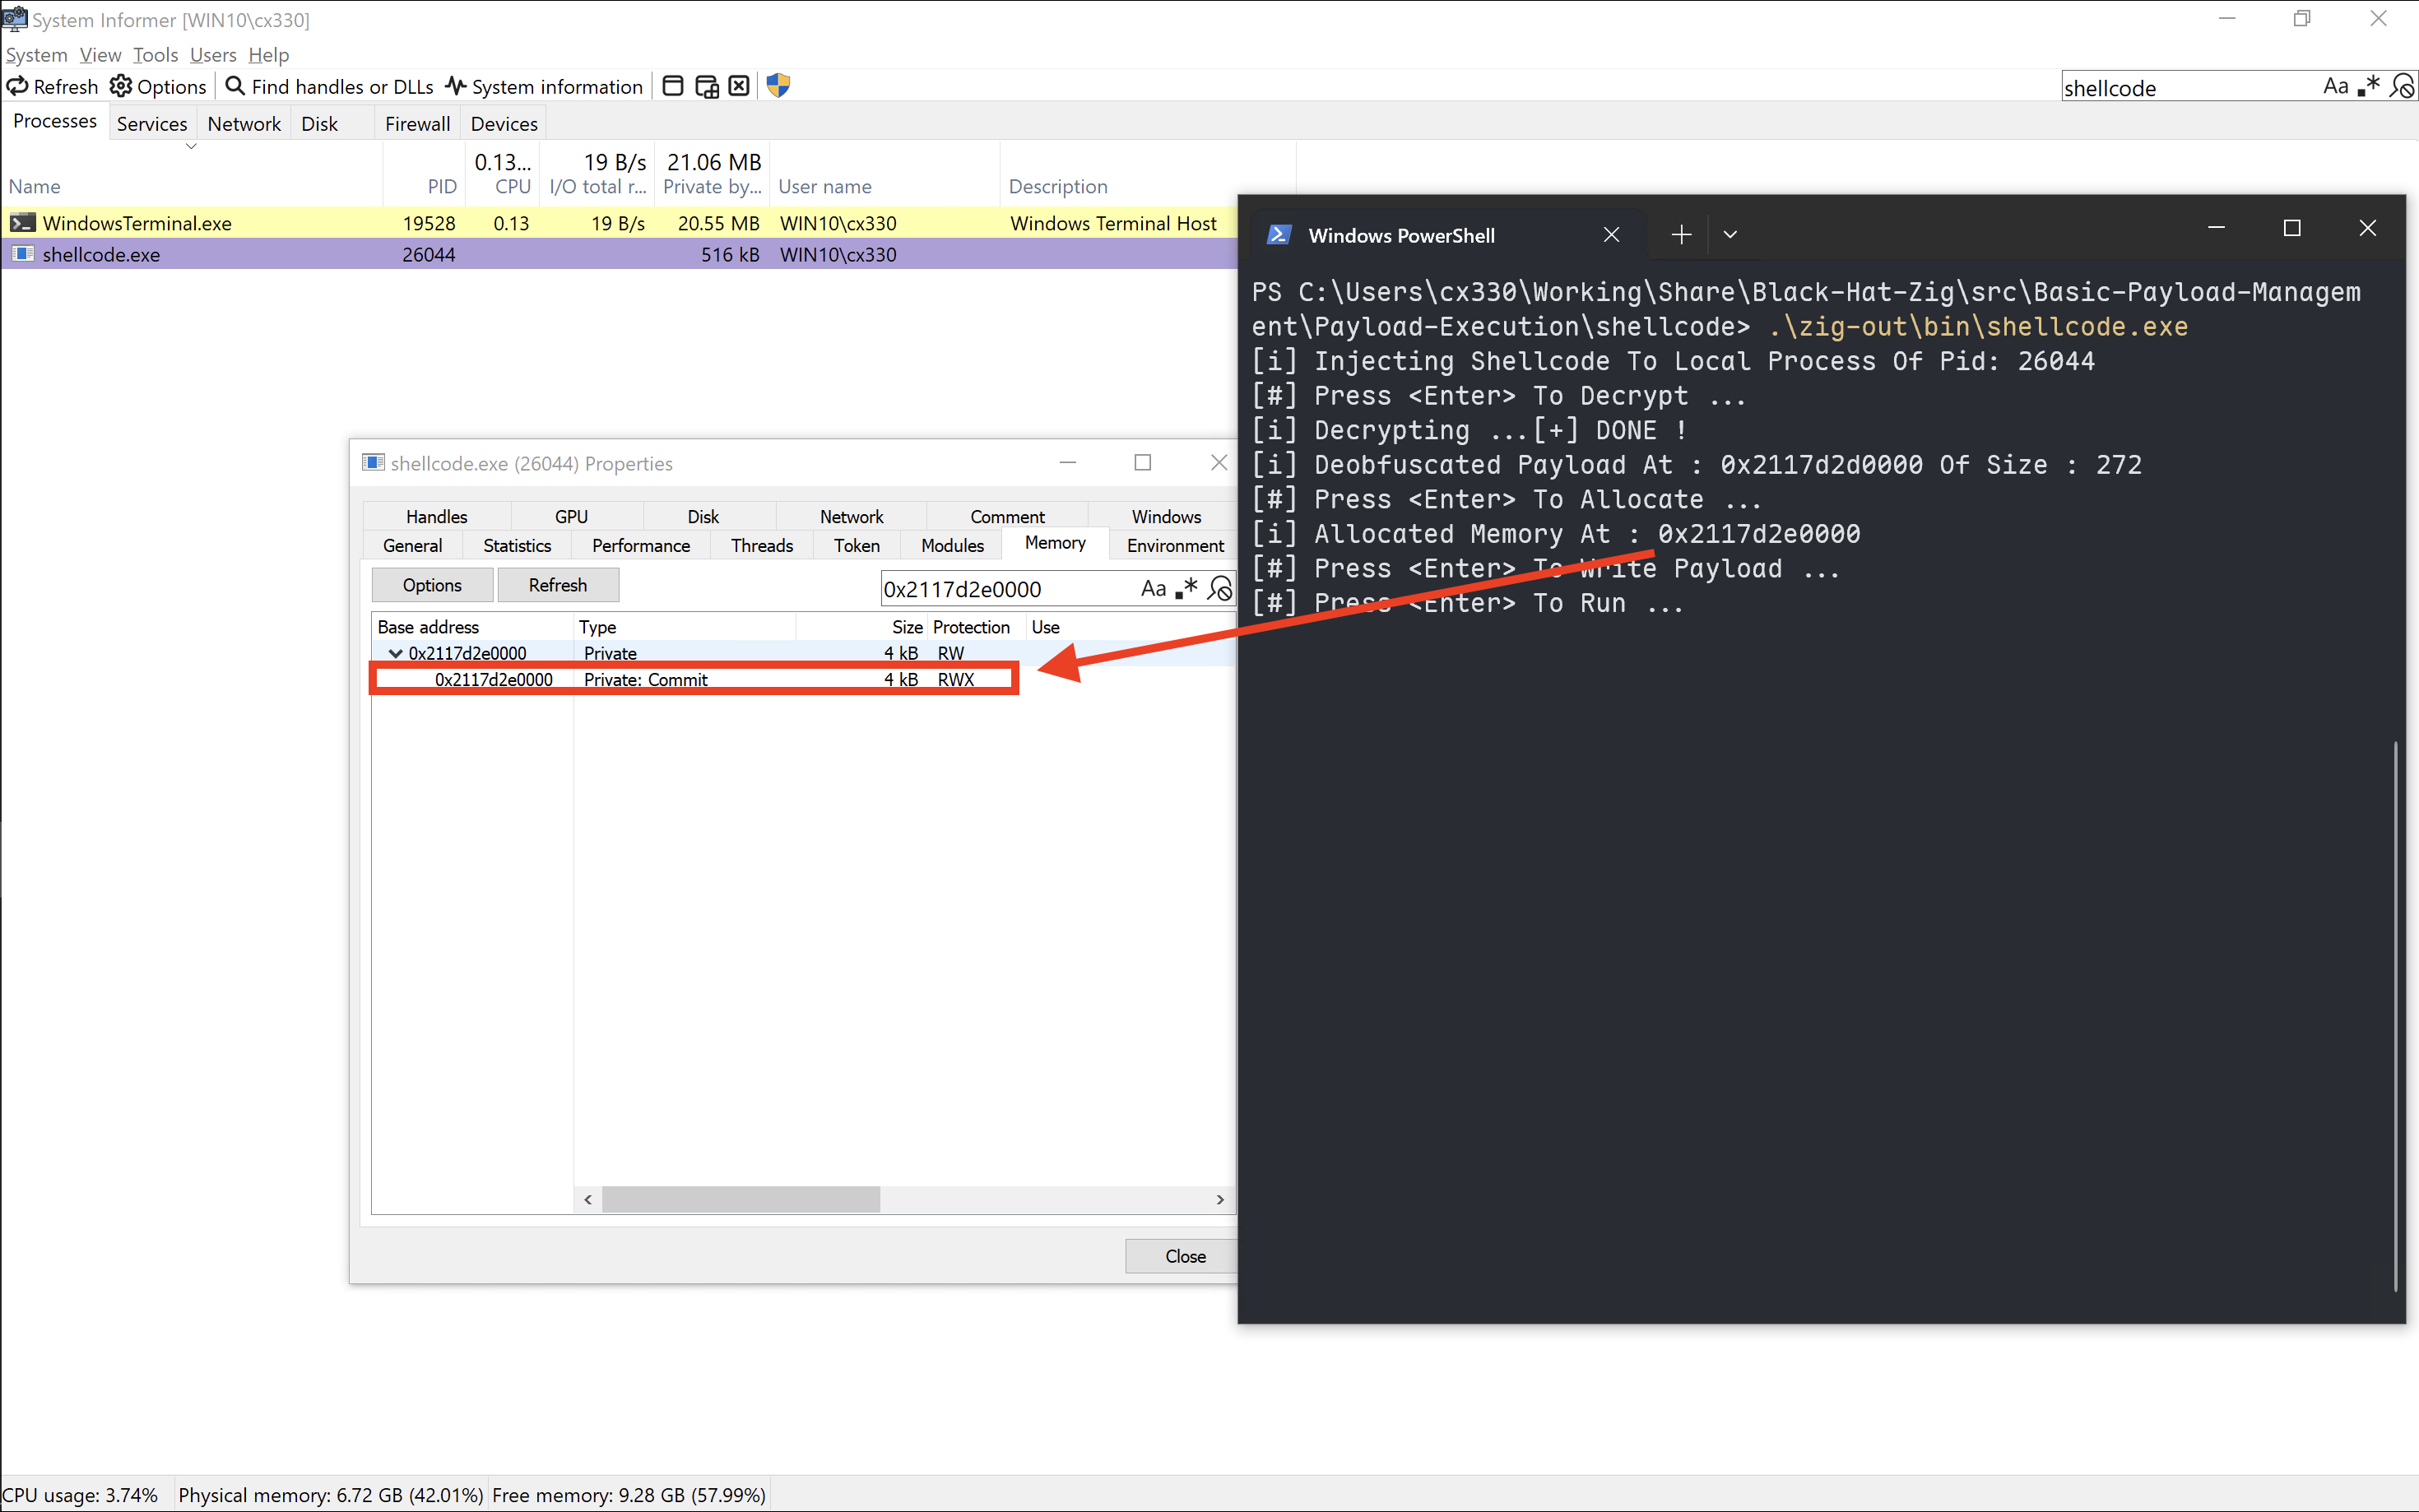 System Informer [WIN10\cx330]
System View Tools Users Help
Refresh Options Find handles or DLLs System information shellcode Aa .*
Processes Services Network Disk Firewall Devices
0.13... 19 B/s 21.06 MB
Name PID CPU I/O total r... Private by... User name Description
WindowsTerminal.exe 19528 0.13 19 B/s 20.55 MB WIN10\cx330 Windows Terminal Host
shellcode.exe 26044 516 kB WIN10\cx330
shellcode.exe (26044) Properties
Handles GPU Disk Network Comment Windows
General Statistics Performance Threads Token Modules Memory Environment
Options Refresh 0x2117d2e0000 Aa .*
Base address Type Size Protection Use
0x2117d2e0000 Private 4 kB RW
0x2117d2e0000 Private: Commit 4 kB RWX
Close
Windows PowerShell
PS C:\Users\cx330\Working\Share\Black-Hat-Zig\src\Basic-Payload-Managem
ent\Payload-Execution\shellcode> .\zig-out\bin\shellcode.exe
[i] Injecting Shellcode To Local Process Of Pid: 26044
[#] Press <Enter> To Decrypt ...
[i] Decrypting ...[+] DONE !
[i] Deobfuscated Payload At : 0x2117d2d0000 Of Size : 272
[#] Press <Enter> To Allocate ...
[i] Allocated Memory At : 0x2117d2e0000
[#] Press <Enter> To Write Payload ...
[#] Press <Enter> To Run ...
CPU usage: 3.74% Physical memory: 6.72 GB (42.01%) Free memory: 9.28 GB (57.99%)